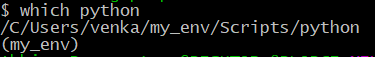 $ which python
/C/Users/venka/my_env/Scripts/python
(my_env)